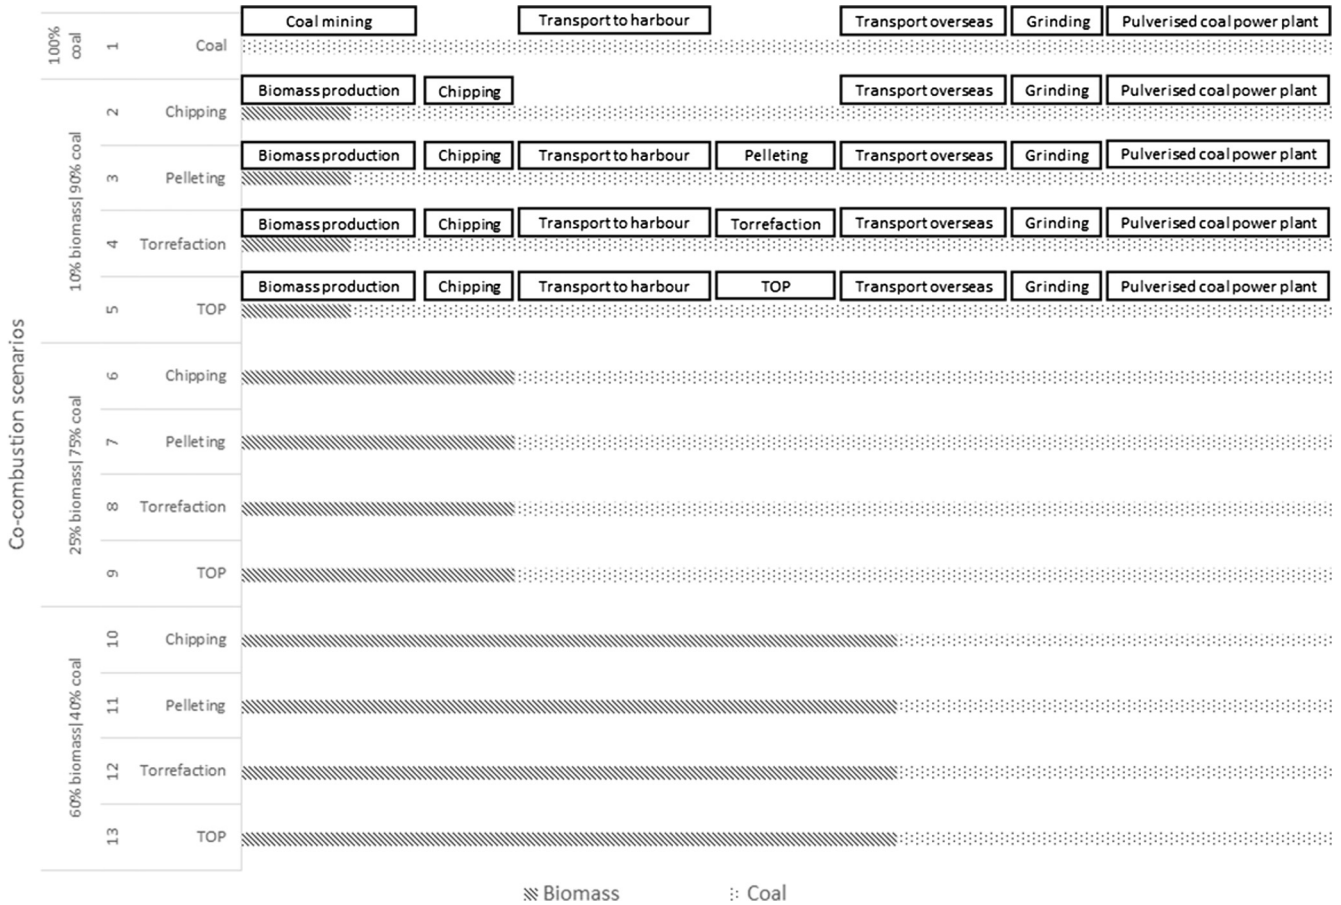 Co-combustion scenarios
100% coal
1 Coal
Coal mining Transport to harbour Transport overseas Grinding Pulverised coal power plant
10% biomass| 90% coal
Biomass production Chipping Transport overseas Grinding Pulverised coal power plant
2 Chipping
Biomass production Chipping Transport to harbour Pelleting Transport overseas Grinding Pulverised coal power plant
3 Pelleting
Biomass production Chipping Transport to harbour Torrefaction Transport overseas Grinding Pulverised coal power plant
4 Torrefaction
Biomass production Chipping Transport to harbour TOP Transport overseas Grinding Pulverised coal power plant
5 TOP
25% biomass| 75% coal
6 Chipping
7 Pelleting
8 Torrefaction
9 TOP
60% biomass| 40% coal
10 Chipping
11 Pelleting
12 Torrefaction
13 TOP
Biomass Coal